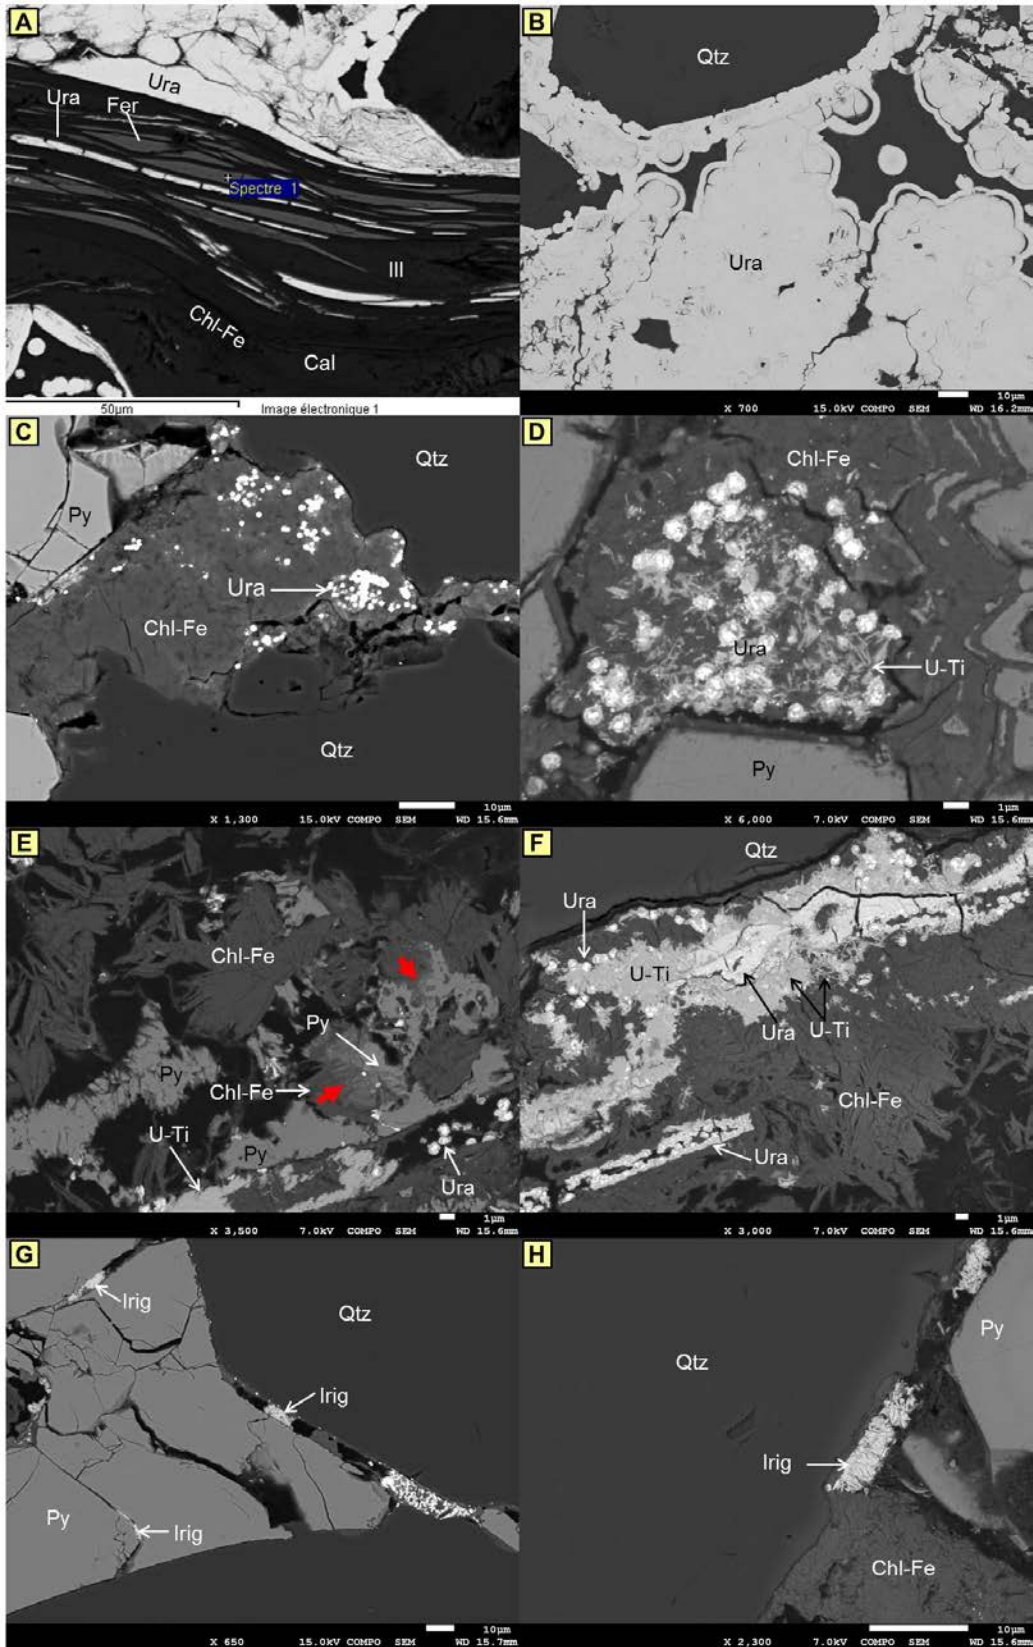 A
Ura
Ura
Fer
Spectre 1
Ill
Chl-Fe
Cal
50µm
Image électronique 1
B
Qtz
Ura
10µm
X 700 15.0kV COMPO SEM WD 16.2mm
C
Qtz
Py
Ura
Chl-Fe
Qtz
10µm
X 1,300 15.0kV COMPO SEM WD 15.6mm
D
Chl-Fe
Ura
U-Ti
Py
1µm
X 6,000 7.0kV COMPO SEM WD 15.6mm
E
Chl-Fe
Py
Py
Chl-Fe
Py
U-Ti
Ura
1µm
X 3,500 7.0kV COMPO SEM WD 15.6mm
F
Qtz
Ura
U-Ti
Ura
U-Ti
Chl-Fe
Ura
1µm
X 3,000 7.0kV COMPO SEM WD 15.6mm
G
Irig
Qtz
Irig
Py
Irig
10µm
X 650 15.0kV COMPO SEM WD 15.7mm
H
Qtz
Py
Irig
Chl-Fe
10µm
X 2,300 7.0kV COMPO SEM WD 15.6mm